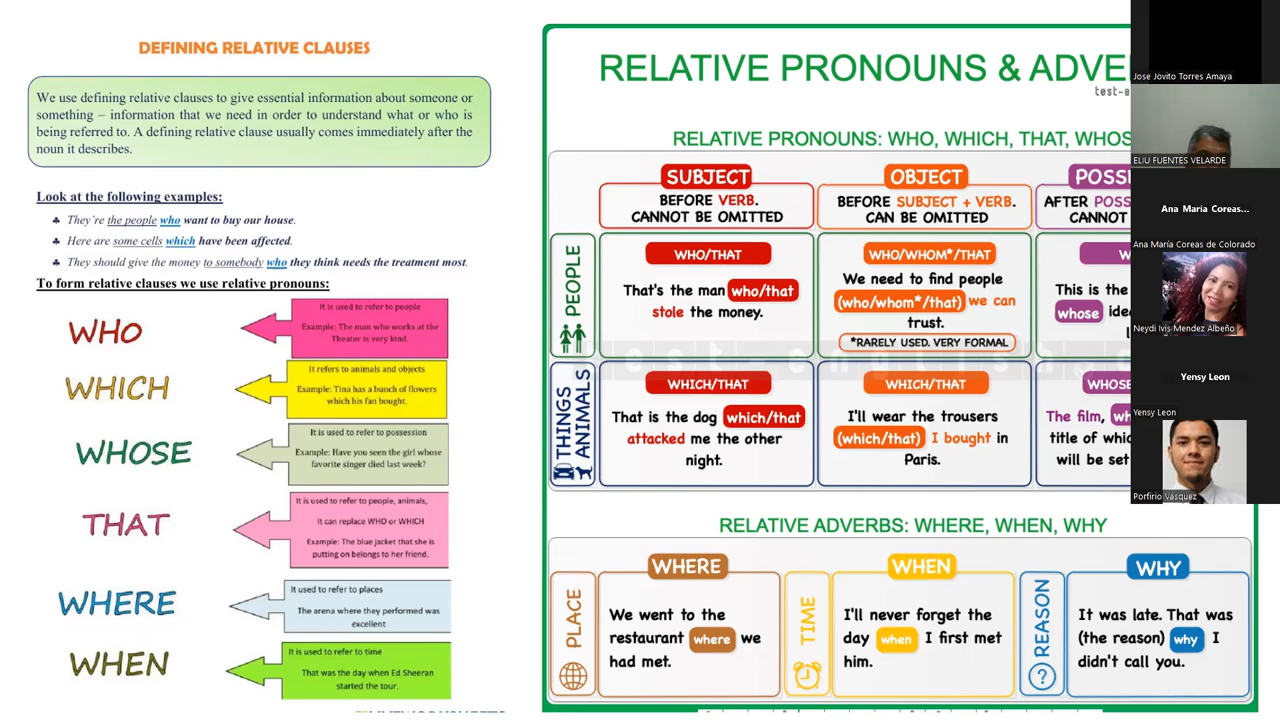 DEFINING RELATIVE CLAUSES
We use defining relative clauses to give essential information about someone or
something – information that we need in order to understand what or who is
being referred to. A defining relative clause usually comes immediately after the
noun it describes.
Look at the following examples:
♣ They're the people who want to buy our house.
♣ Here are some cells which have been affected.
♣ They should give the money to somebody who they think needs the treatment most.
To form relative clauses we use relative pronouns:
WHO
It is used to refer to people
Example: The man who works at the
Theater is very kind.
WHICH
It refers to animals and objects
Example: Tina has a bunch of flowers
which his fan bought.
WHOSE
It is used to refer to possession
Example: Have you seen the girl whose
favorite singer died last week?
THAT
It is used to refer to people, animals,
It can replace WHO or WHICH
Example: The blue jacket that she is
putting on belongs to her friend.
WHERE
It used to refer to places
The arena where they performed was
excellent
WHEN
It is used to refer to time
That was the day when Ed Sheeran
started the tour.
RELATIVE PRONOUNS & ADVE
test-e
RELATIVE PRONOUNS: WHO, WHICH, THAT, WHOS
SUBJECT
BEFORE VERB.
CANNOT BE OMITTED
OBJECT
BEFORE SUBJECT + VERB.
CAN BE OMITTED
POSS
AFTER POSS
CANNOT
PEOPLE
WHO/THAT
That's the man who/that
stole the money.
WHO/WHOM*/THAT
We need to find people
(who/whom*/that) we can
trust.
*RARELY USED. VERY FORMAL
W
This is the
whose ide
THINGS
ANIMALS
WHICH/THAT
That is the dog which/that
attacked me the other
night.
WHICH/THAT
I'll wear the trousers
(which/that) I bought in
Paris.
WHOSE
The film, wh
title of whic
will be set
RELATIVE ADVERBS: WHERE, WHEN, WHY
PLACE
WHERE
We went to the
restaurant where we
had met.
TIME
WHEN
I'll never forget the
day when I first met
him.
REASON
WHY
It was late. That was
(the reason) why I
didn't call you.
Jose Jovito Torres Amaya
ELIU FUENTES VELARDE
Ana Maria Coreas...
Ana María Coreas de Colorado
Neydi Ivis Mendez Albeño
Yensy Leon
Yensy Leon
Porfirio Vásquez